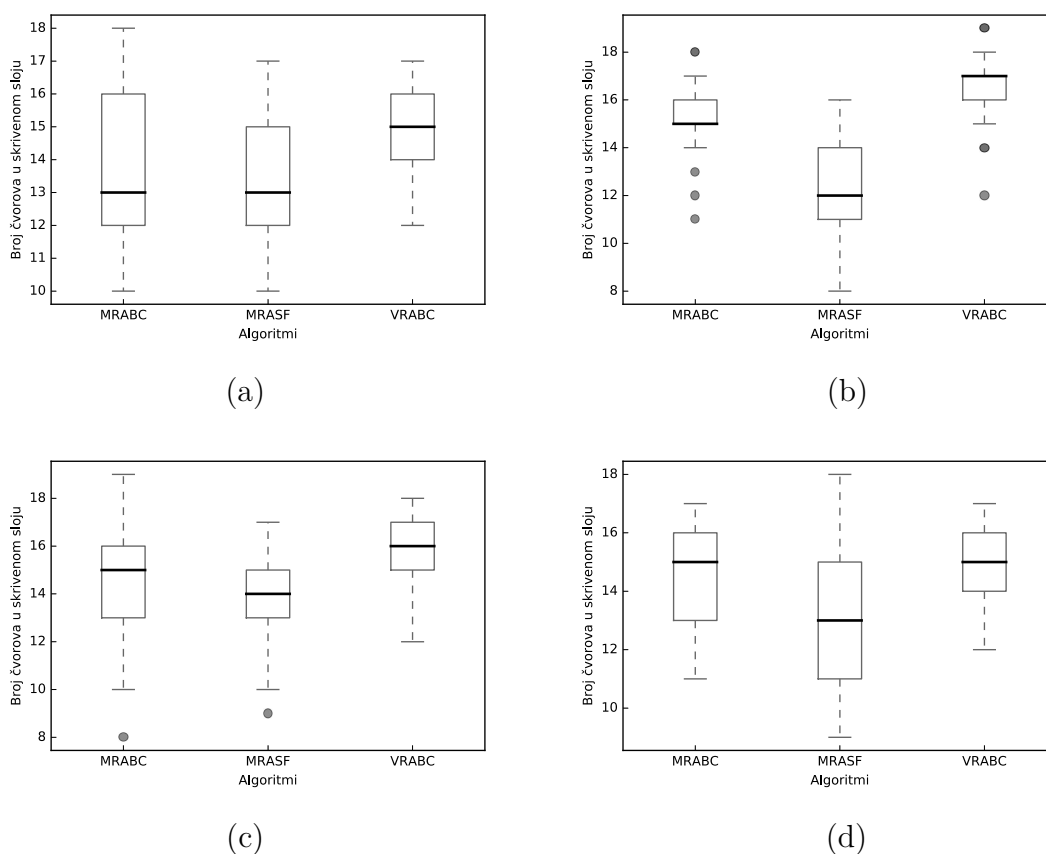 Broj čvorova u skrivenom sloju
18
17
16
15
14
13
12
11
10
MRABC MRASF VRABC
Algoritmi
(a)
Broj čvorova u skrivenom sloju
18
16
14
12
10
8
MRABC MRASF VRABC
Algoritmi
(b)
Broj čvorova u skrivenom sloju
18
16
14
12
10
8
MRABC MRASF VRABC
Algoritmi
(c)
Broj čvorova u skrivenom sloju
18
16
14
12
10
MRABC MRASF VRABC
Algoritmi
(d)